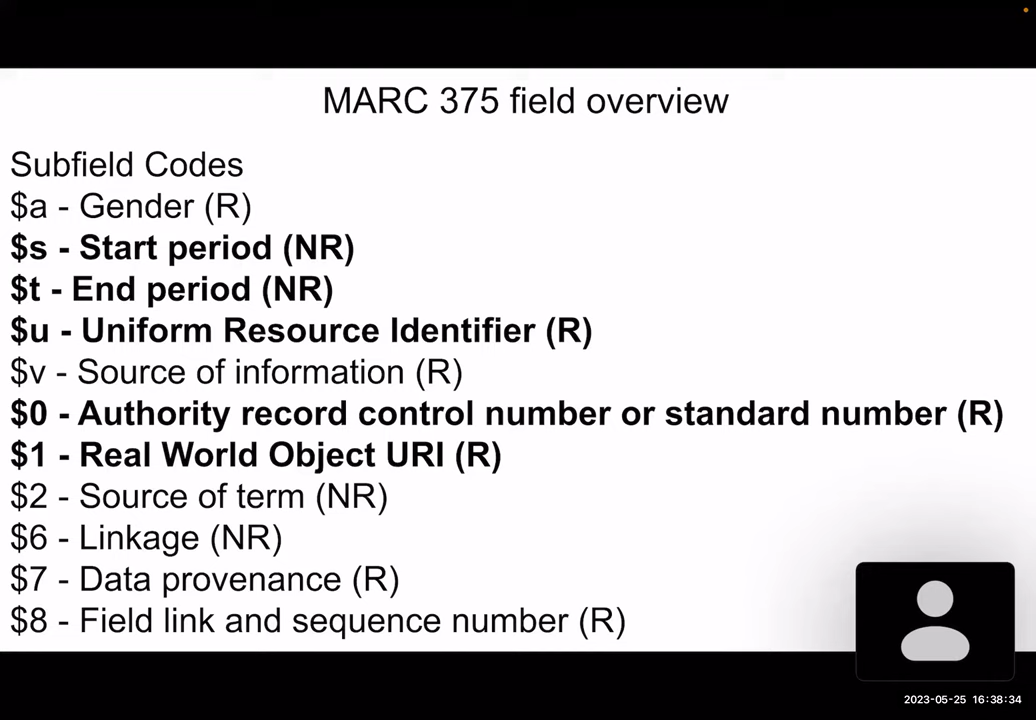 MARC 375 field overview
Subfield Codes
$a - Gender (R)
$s - Start period (NR)
$t - End period (NR)
$u - Uniform Resource Identifier (R)
$v - Source of information (R)
$0 - Authority record control number or standard number (R)
$1 - Real World Object URI (R)
$2 - Source of term (NR)
$6 - Linkage (NR)
$7 - Data provenance (R)
$8 - Field link and sequence number (R)
2023-05-25 16:38:34